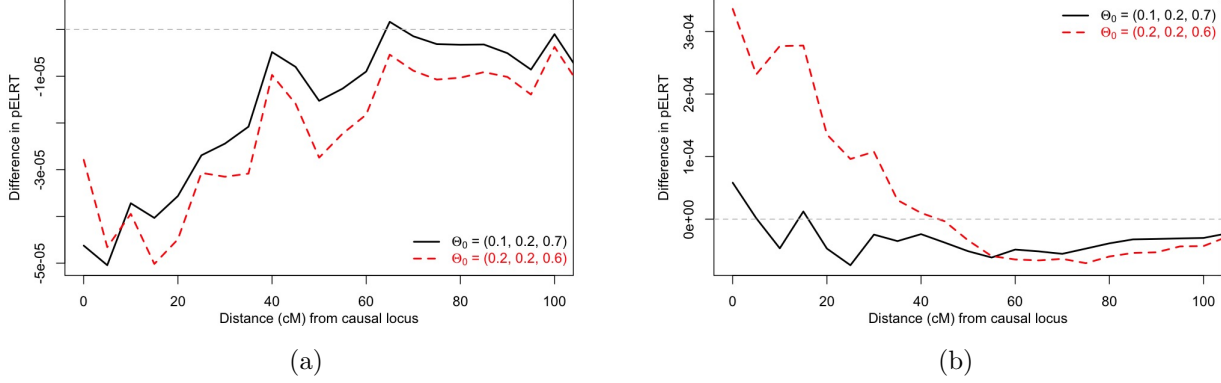 Difference in pELRT
-1e-05
-3e-05
-5e-05
0
20
40
60
80
100
Distance (cM) from causal locus
Θ₀ = (0.1, 0.2, 0.7)
Θ₀ = (0.2, 0.2, 0.6)
(a)
Difference in pELRT
3e-04
2e-04
1e-04
0e+00
0
20
40
60
80
100
Distance (cM) from causal locus
Θ₀ = (0.1, 0.2, 0.7)
Θ₀ = (0.2, 0.2, 0.6)
(b)